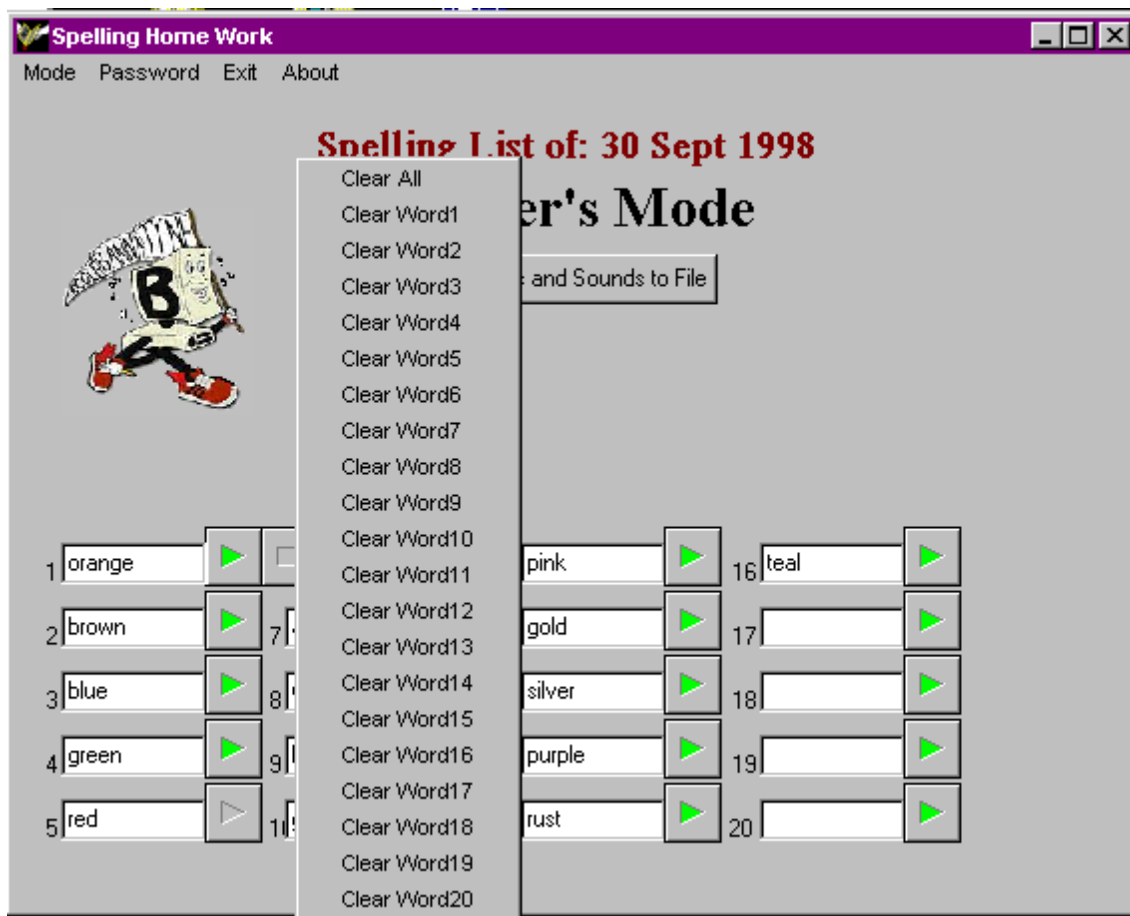 Spelling Home Work
Mode Password Exit About
Spelling List of: 30 Sept 1998
er's Mode
and Sounds to File
B
Clear All
Clear Word1
Clear Word2
Clear Word3
Clear Word4
Clear Word5
Clear Word6
Clear Word7
Clear Word8
Clear Word9
Clear Word10
Clear Word11
Clear Word12
Clear Word13
Clear Word14
Clear Word15
Clear Word16
Clear Word17
Clear Word18
Clear Word19
Clear Word20
1 orange
2 brown
3 blue
4 green
5 red
7
8
9
pink
gold
silver
purple
rust
16 teal
17
18
19
20